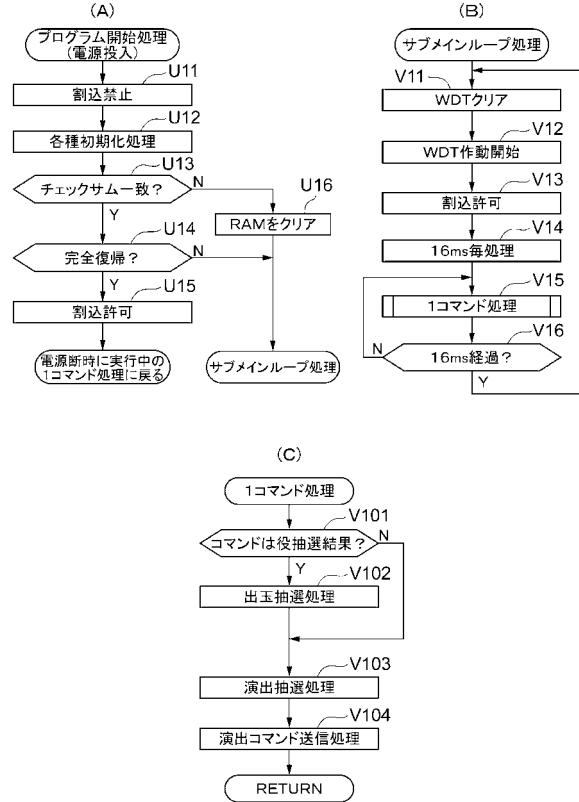 (A)
プログラム開始処理
(電源投入)
U11
割込禁止
U12
各種初期化処理
U13
チェックサム一致?
N
Y
U16
RAMをクリア
U14
完全復帰?
N
Y
U15
割込許可
電源断時に実行中の
1コマンド処理に戻る
サブメインループ処理
(B)
サブメインループ処理
V11
WDTクリア
V12
WDT作動開始
V13
割込許可
V14
16ms毎処理
V15
1コマンド処理
V16
16ms経過?
N
Y
(C)
1コマンド処理
V101
コマンドは役抽選結果?
N
Y
V102
出玉抽選処理
V103
演出抽選処理
V104
演出コマンド送信処理
RETURN